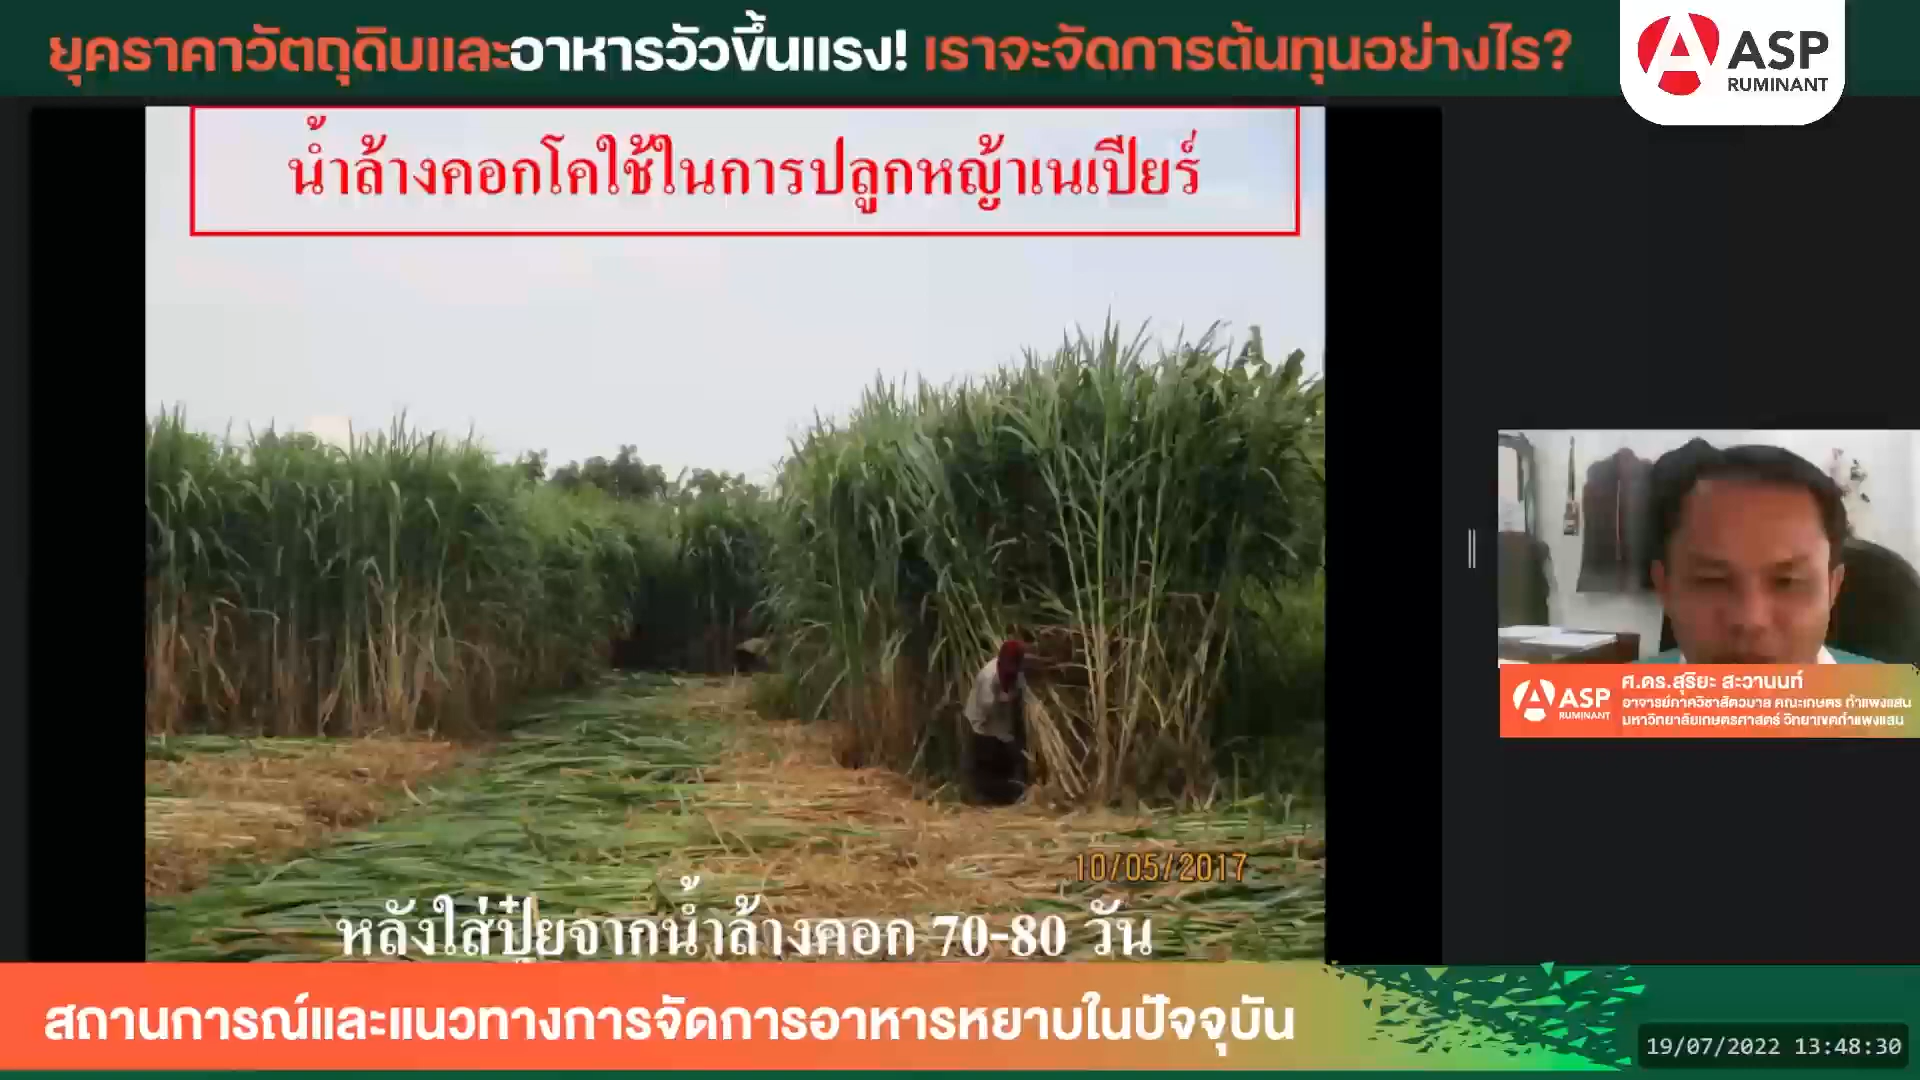 ยุคราคาวัตถุดิบและอาหารวัวขึ้นแรง! เราจะจัดการต้นทุนอย่างไร?
ASP
RUMINANT
น้ำล้างคอกโคใช้ในการปลูกหญ้าเนเปียร์
10/05/2017
หลังใส่ปุ๋ยจากน้ำล้างคอก 70-80 วัน
ASP
RUMINANT
ศ.ดร.สุริยะ สะวานนท์
อาจารย์ภาควิชาสัตวบาล คณะเกษตร กำแพงแสน
มหาวิทยาลัยเกษตรศาสตร์ วิทยาเขตกำแพงแสน
สถานการณ์และแนวทางการจัดการอาหารหยาบในปัจจุบัน
19/07/2022 13:48:30